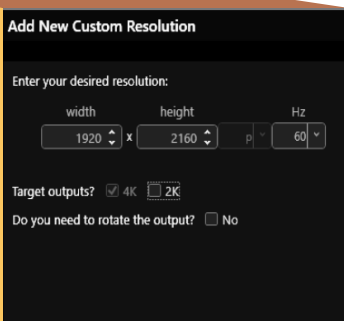 Add New Custom Resolution
Enter your desired resolution:
width height Hz
1920 x 2160 p 60
Target outputs? 4K 2K
Do you need to rotate the output? No